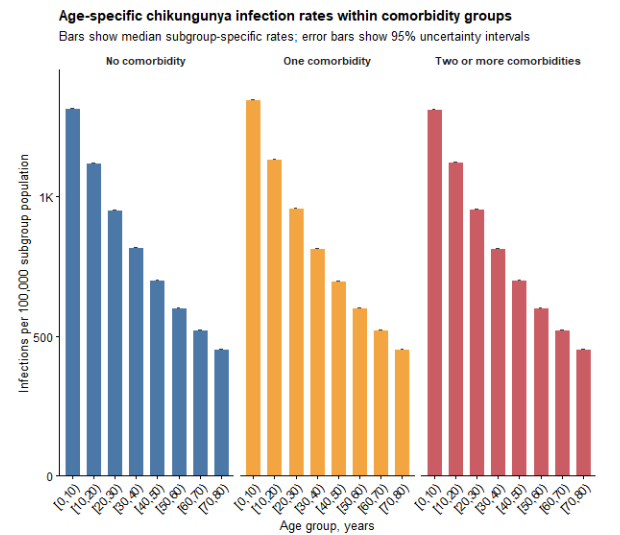 Age-specific chikungunya infection rates within comorbidity groups
Bars show median subgroup-specific rates; error bars show 95% uncertainty intervals
No comorbidity
One comorbidity
Two or more comorbidities
Infections per 100,000 subgroup population
1K
500
0
[0,10) [10,20) [20,30) [30,40) [40,50) [50,60) [60,70) [70,80)
[0,10) [10,20) [20,30) [30,40) [40,50) [50,60) [60,70) [70,80)
[0,10) [10,20) [20,30) [30,40) [40,50) [50,60) [60,70) [70,80)
Age group, years